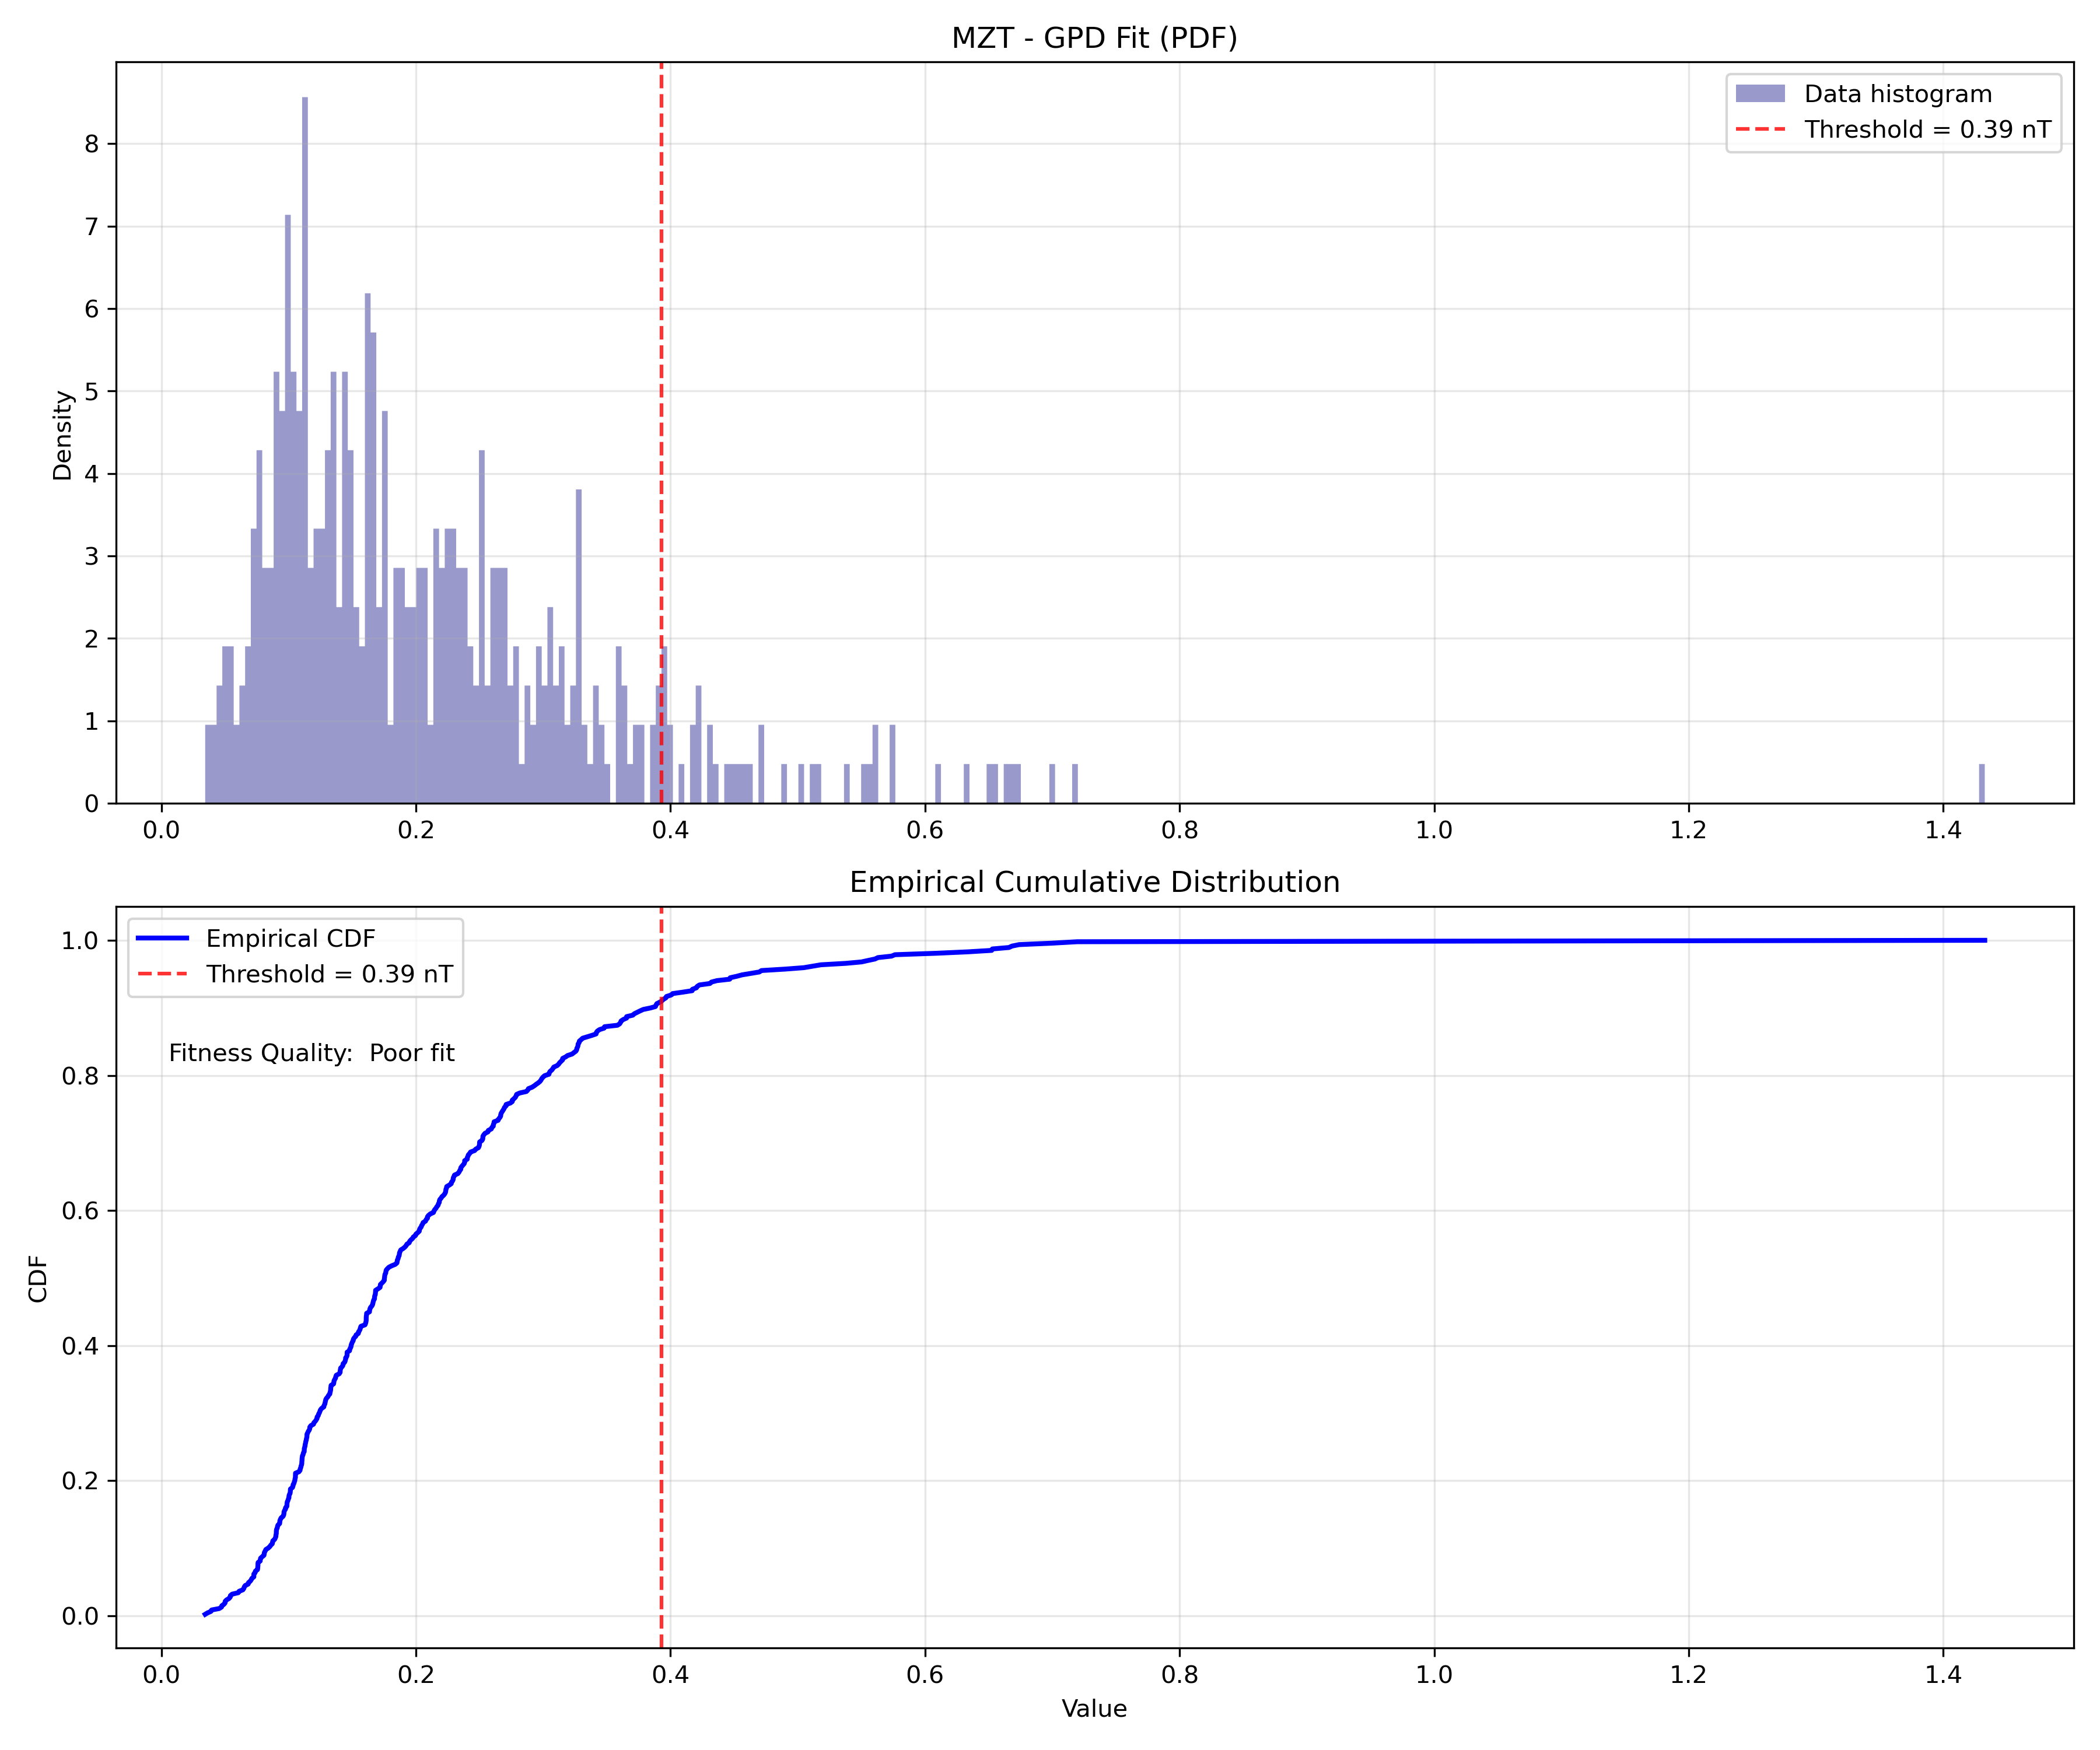 MZT - GPD Fit (PDF)
Data histogram
Threshold = 0.39 nT
Density
8
7
6
5
4
3
2
1
0
0.0 0.2 0.4 0.6 0.8 1.0 1.2 1.4
Empirical Cumulative Distribution
Empirical CDF
Threshold = 0.39 nT
Fitness Quality:  Poor fit
CDF
1.0
0.8
0.6
0.4
0.2
0.0
0.0 0.2 0.4 0.6 0.8 1.0 1.2 1.4
Value